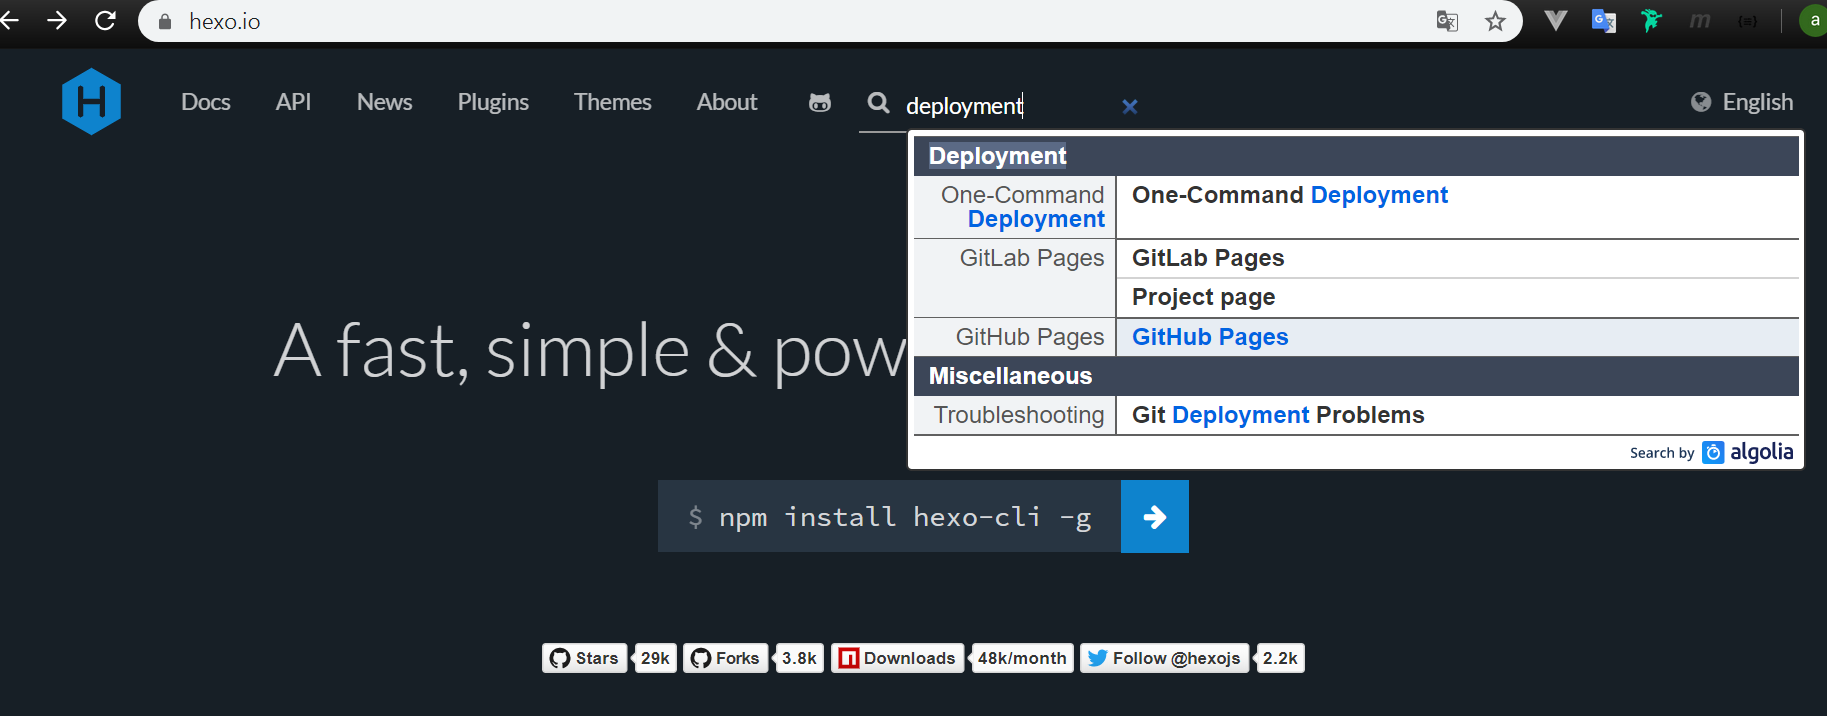 hexo.io
a
H
Docs API News Plugins Themes About deployment English
Deployment
One-Command Deployment
One-Command Deployment
GitLab Pages
GitLab Pages
Project page
GitHub Pages
GitHub Pages
Miscellaneous
Troubleshooting
Git Deployment Problems
Search by algolia
A fast, simple & pow
$ npm install hexo-cli -g
Stars 29k Forks 3.8k Downloads 48k/month Follow @hexojs 2.2k